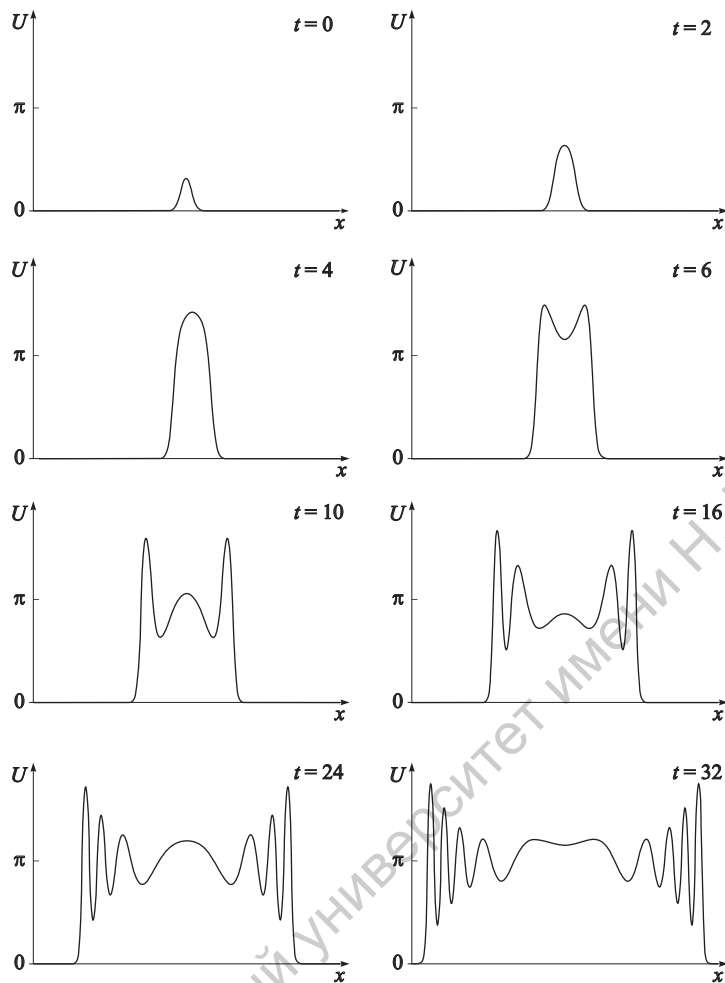 U t = 0
π
0
x
U t = 2
π
0
x
U t = 4
π
0
x
U t = 6
π
0
x
U t = 10
π
0
x
U t = 16
π
0
x
U t = 24
π
0
x
U t = 32
π
0
x
университет имени Н